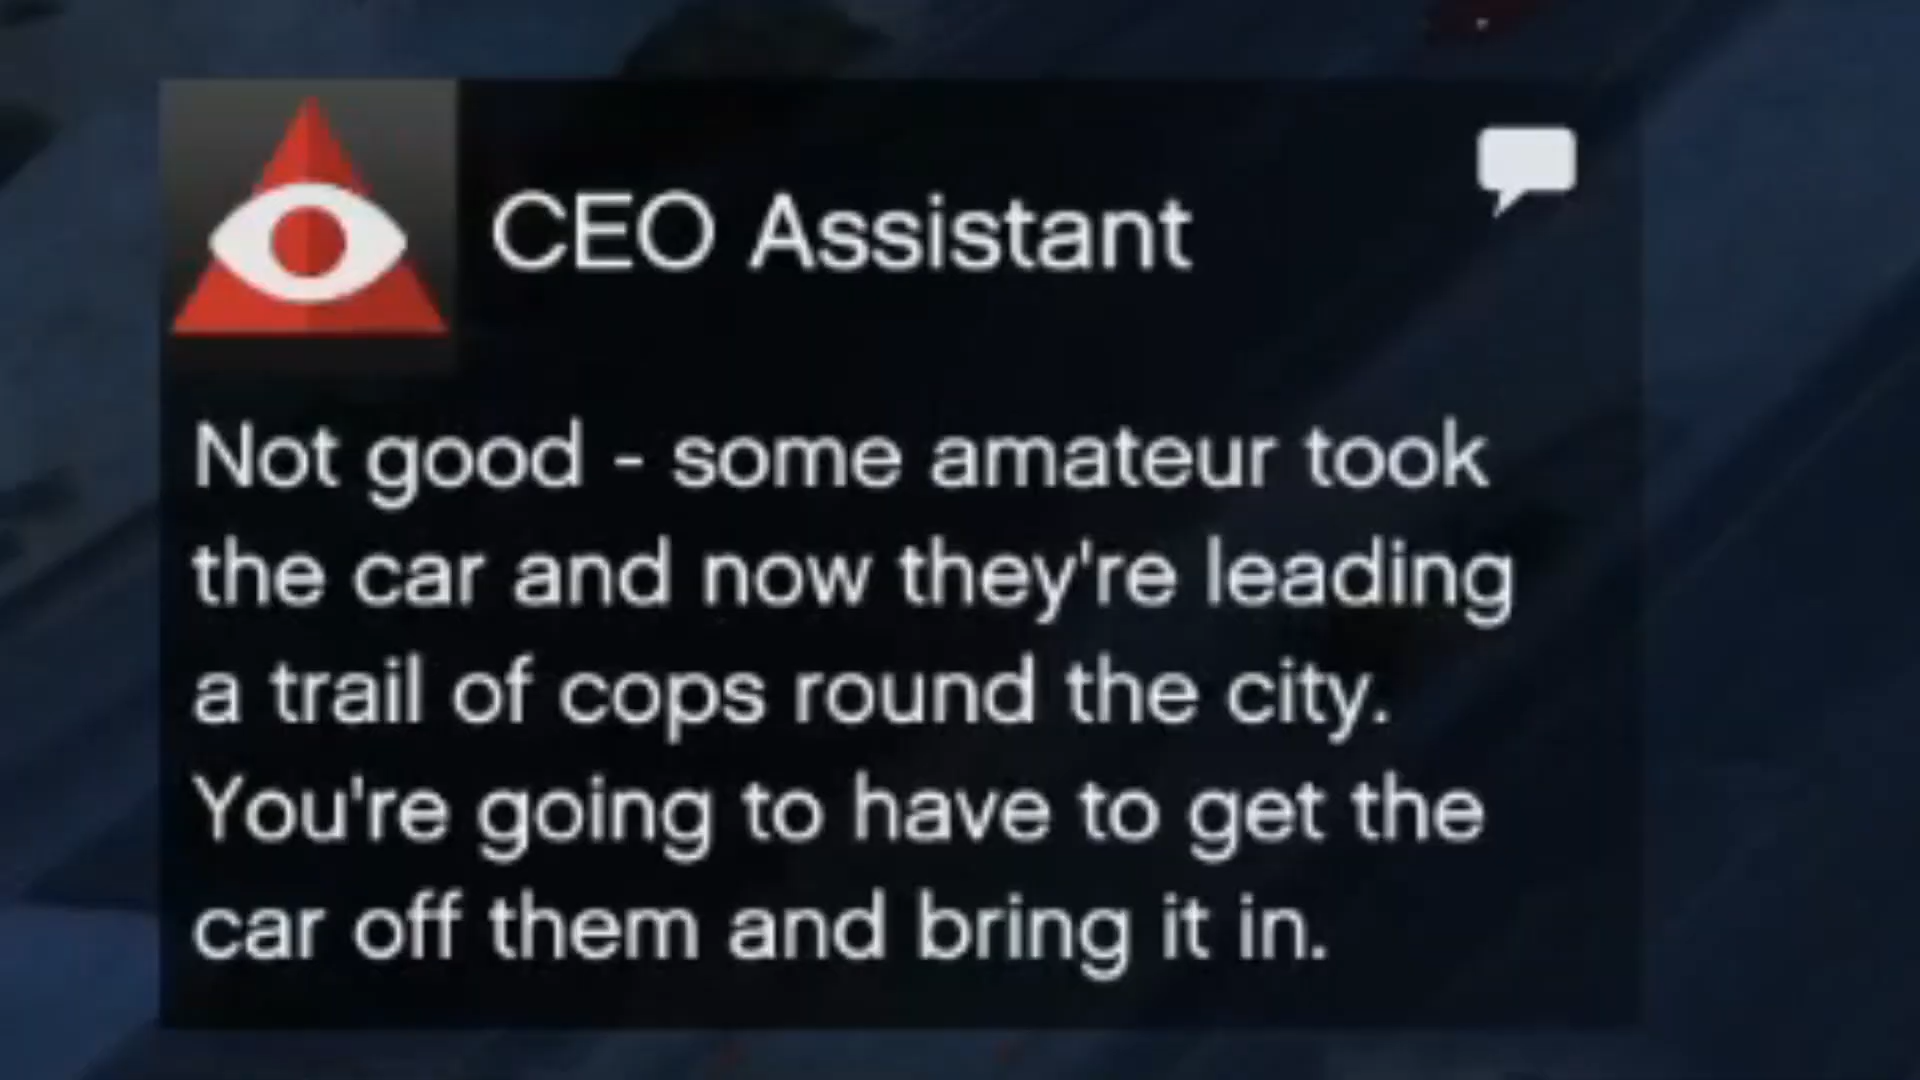 CEO Assistant
Not good - some amateur took
the car and now they're leading
a trail of cops round the city.
You're going to have to get the
car off them and bring it in.